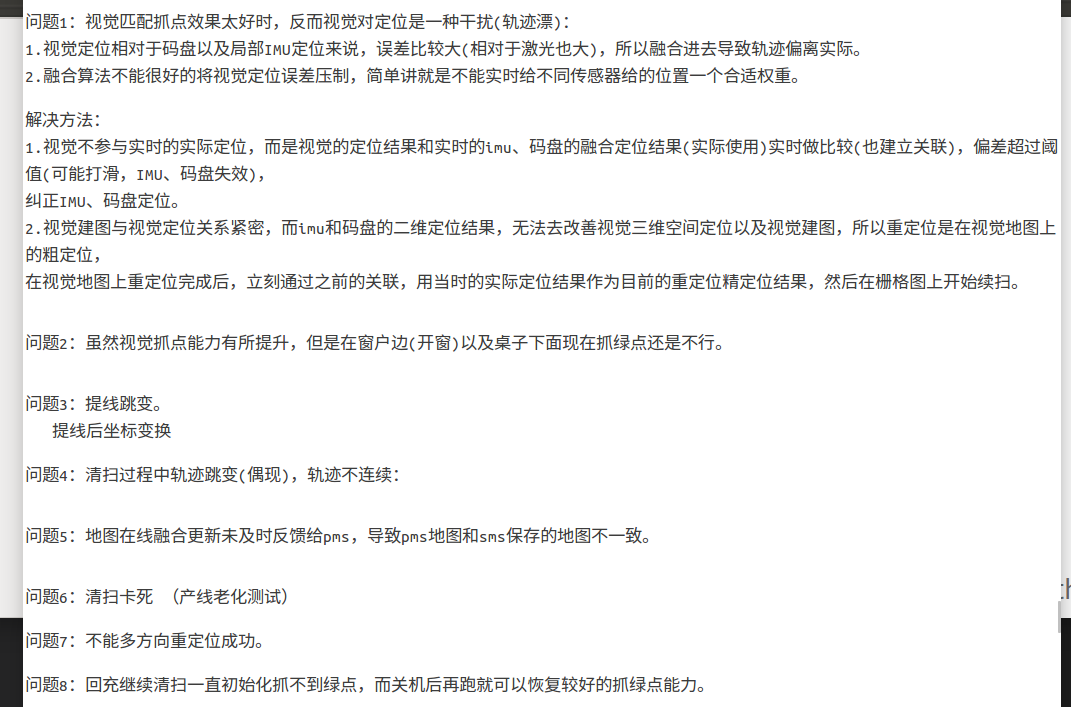 问题1: 视觉匹配抓点效果太好时，反而视觉对定位是一种干扰(轨迹漂):
1.视觉定位相对于码盘以及局部IMU定位来说，误差比较大(相对于激光也大)，所以融合进去导致轨迹偏离实际。
2.融合算法不能很好的将视觉定位误差压制，简单讲就是不能实时给不同传感器给的位置一个合适权重。
解决方法:
1.视觉不参与实时的实际定位，而是视觉的定位结果和实时的imu、码盘的融合定位结果(实际使用)实时做比较(也建立关联)，偏差超过阈
值(可能打滑，IMU、码盘失效)，
纠正IMU、码盘定位。
2.视觉建图与视觉定位关系紧密，而imu和码盘的二维定位结果，无法去改善视觉三维空间定位以及视觉建图，所以重定位是在视觉地图上
的粗定位，
在视觉地图上重定位完成后，立刻通过之前的关联，用当时的实际定位结果作为目前的重定位精定位结果，然后在栅格图上开始续扫。
问题2: 虽然视觉抓点能力有所提升，但是在窗户边(开窗)以及桌子下面现在抓绿点还是不行。
问题3: 提线跳变。
提线后坐标变换
问题4: 清扫过程中轨迹跳变(偶现)，轨迹不连续:
问题5: 地图在线融合更新未及时反馈给pms，导致pms地图和sms保存的地图不一致。
问题6: 清扫卡死 （产线老化测试）
问题7: 不能多方向重定位成功。
问题8: 回充继续清扫一直初始化抓不到绿点，而关机后再跑就可以恢复较好的抓绿点能力。